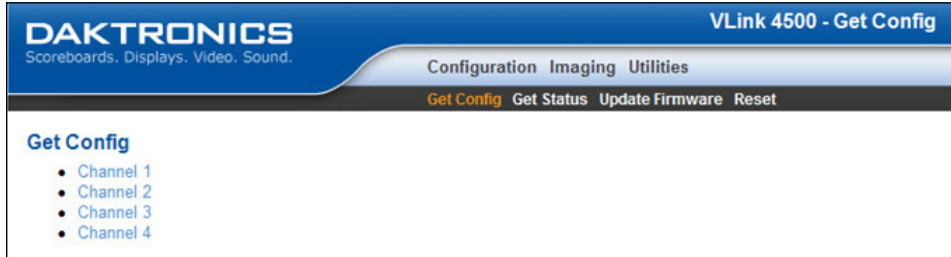 DAKTRONICS
Scoreboards. Displays. Video. Sound.
VLink 4500 - Get Config
Configuration Imaging Utilities
Get Config Get Status Update Firmware Reset
Get Config
• Channel 1
• Channel 2
• Channel 3
• Channel 4